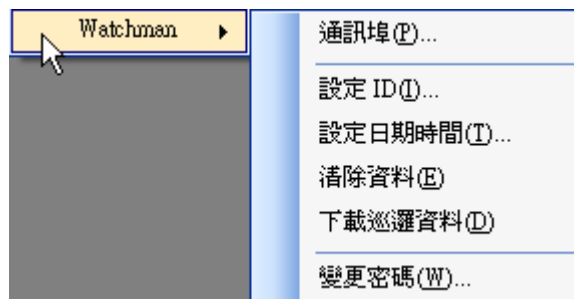 Watchman
通訊埠(P)...
設定 ID(I)...
設定日期時間(T)...
清除資料(E)
下載巡邏資料(D)
變更密碼(W)...